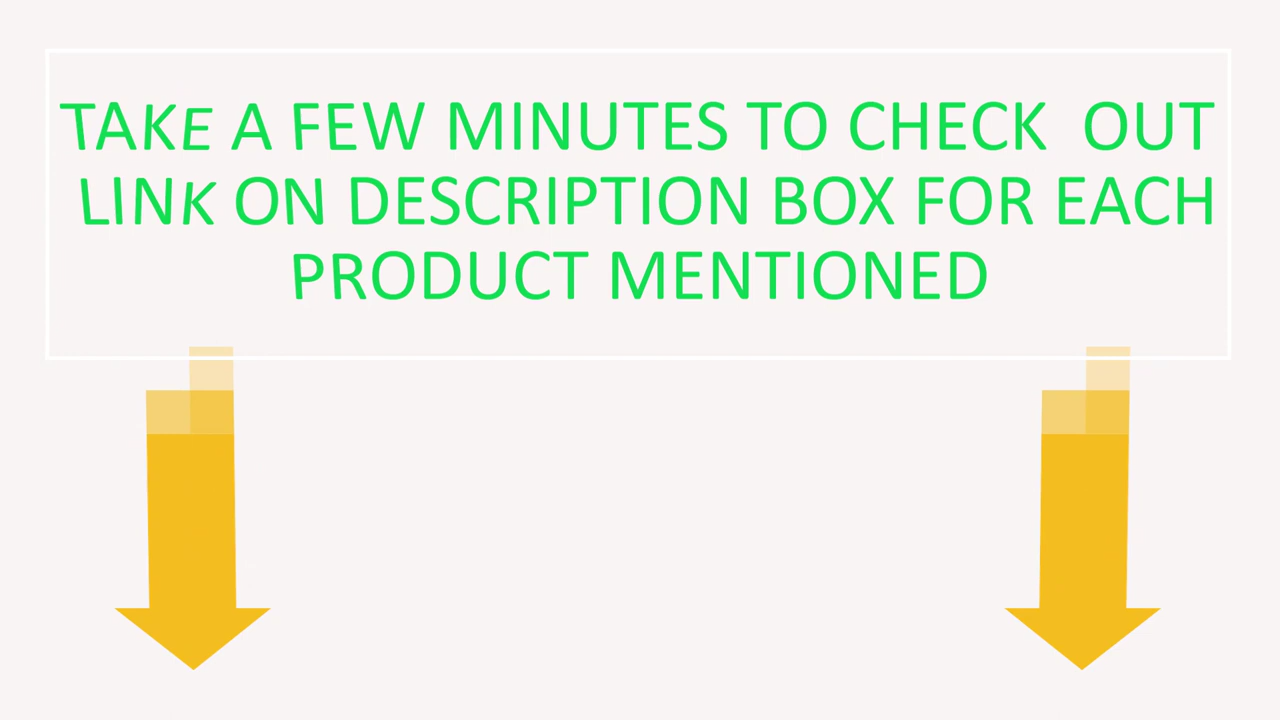 TAKE A FEW MINUTES TO CHECK OUT
LINK ON DESCRIPTION BOX FOR EACH
PRODUCT MENTIONED